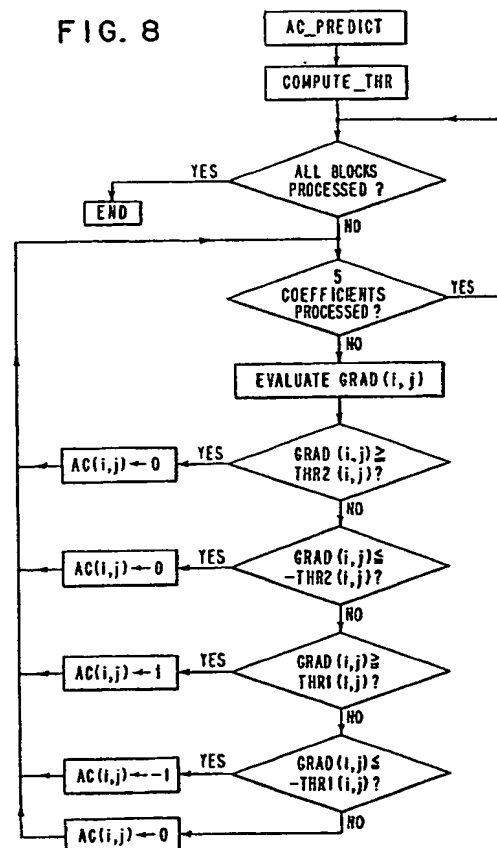 FIG. 8
AC_PREDICT
COMPUTE_THR
ALL BLOCKS
PROCESSED ?
YES
END
NO
5
COEFFICIENTS
PROCESSED ?
YES
NO
EVALUATE GRAD(i,j)
GRAD(i,j)≧
THR2(i,j)?
YES
AC(i,j)←0
NO
GRAD(i,j)≦
-THR2(i,j)?
YES
AC(i,j)←0
NO
GRAD(i,j)≧
THR1(i,j)?
YES
AC(i,j)←1
NO
GRAD(i,j)≤
-THR1(i,j)?
YES
AC(i,j)←-1
NO
AC(i,j)←0